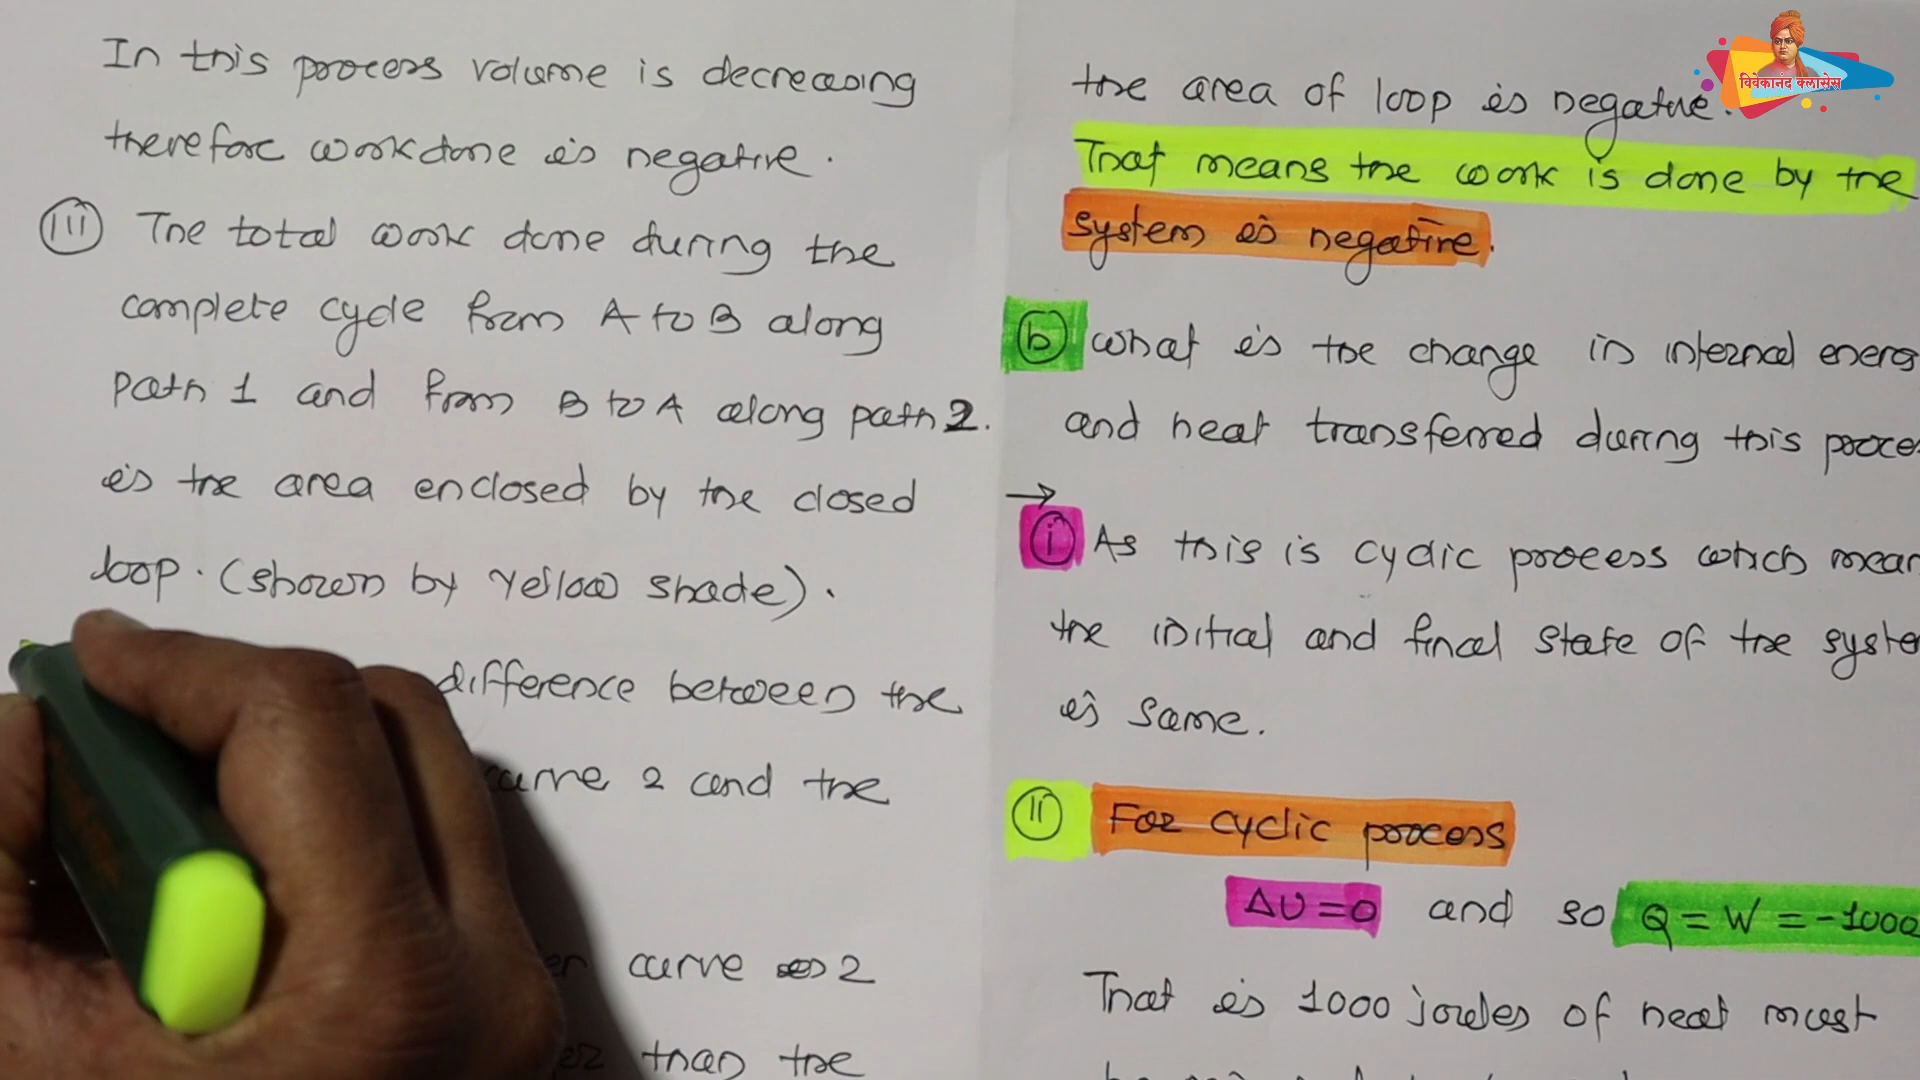 In this process volume is decreasing
therefore workdone is negative.
III The total work done during the
complete cycle from A to B along
path 1 and from B to A along path 2.
is the area enclosed by the closed
loop. (shown by yellow shade).
difference between the
curve 2 and the
curve 2
than the
the area of loop is negative.
That means the work is done by the
system is negative.
b What is the change in internal
and heat transferred during this
→
i As this is cyclic process which
the initial and final state of the
is same.
II For cyclic process
ΔU=0 and so Q = W = -1000
That is 1000 joules of heat must
विवेकानंद क्लासेस